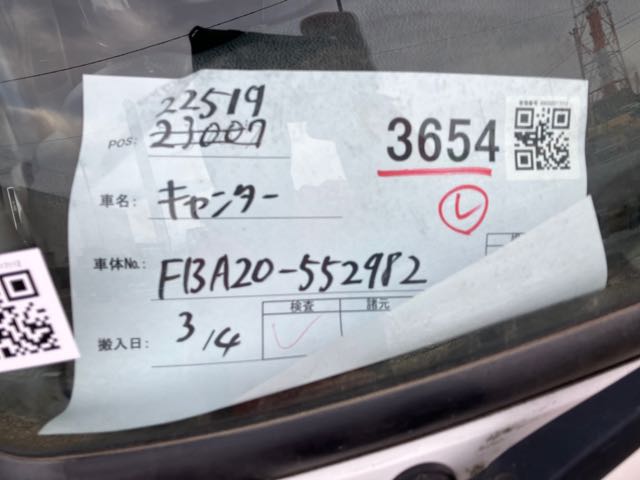 22519
POS: 23007
3654
車名: キャンター
レ
車体No.: FBA20-552982
搬入日: 3/4
検査 諸元